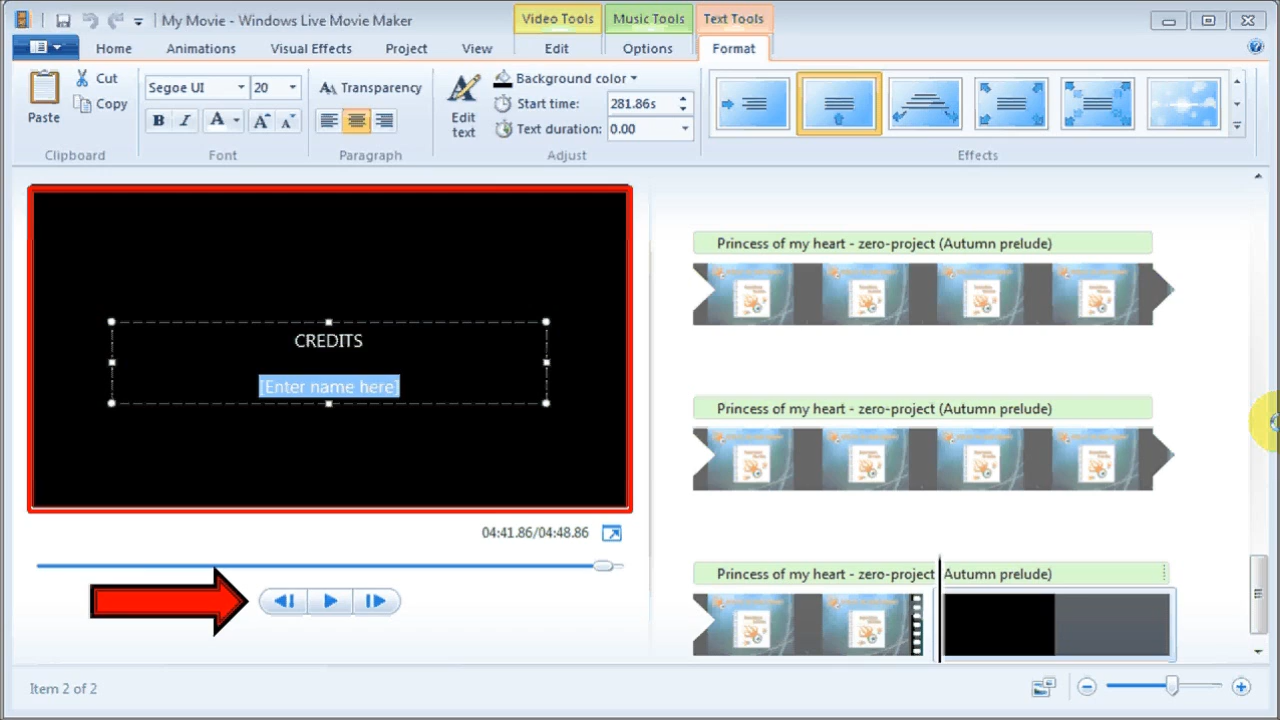 My Movie - Windows Live Movie Maker
Video Tools
Music Tools
Text Tools
Home
Animations
Visual Effects
Project
View
Edit
Options
Format
Paste
Cut
Copy
Clipboard
Segoe UI
20
B I A A A
Font
Transparency
Paragraph
Edit text
Background color
Start time: 281.86s
Text duration: 0.00
Adjust
Effects
CREDITS
[Enter name here]
04:41.86/04:48.86
Princess of my heart - zero-project (Autumn prelude)
Princess of my heart - zero-project (Autumn prelude)
Princess of my heart - zero-project Autumn prelude)
Item 2 of 2